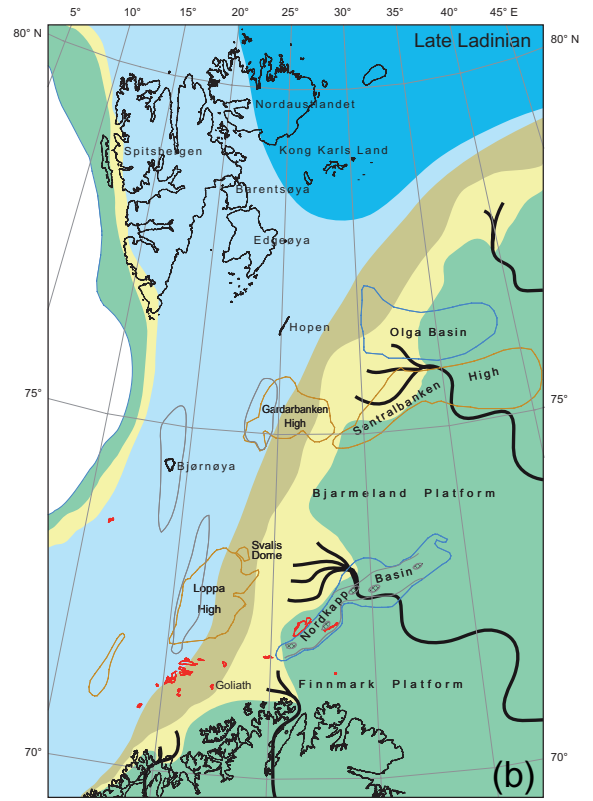 5° 10° 15° 20° 25° 30° 35° 40° 45° E
80° N
80° N
Late Ladinian
Nordaustlandet
Kong Karls Land
Spitsbergen
Barentsøya
Edgeøya
Hopen
Olga Basin
75°
75°
Santralbanken High
Gardarbanken
High
Bjørnøya
Bjarmeland Platform
Svalis
Dome
Nordkapp Basin
Loppa
High
Goliath
Finnmark Platform
70°
70°
(b)